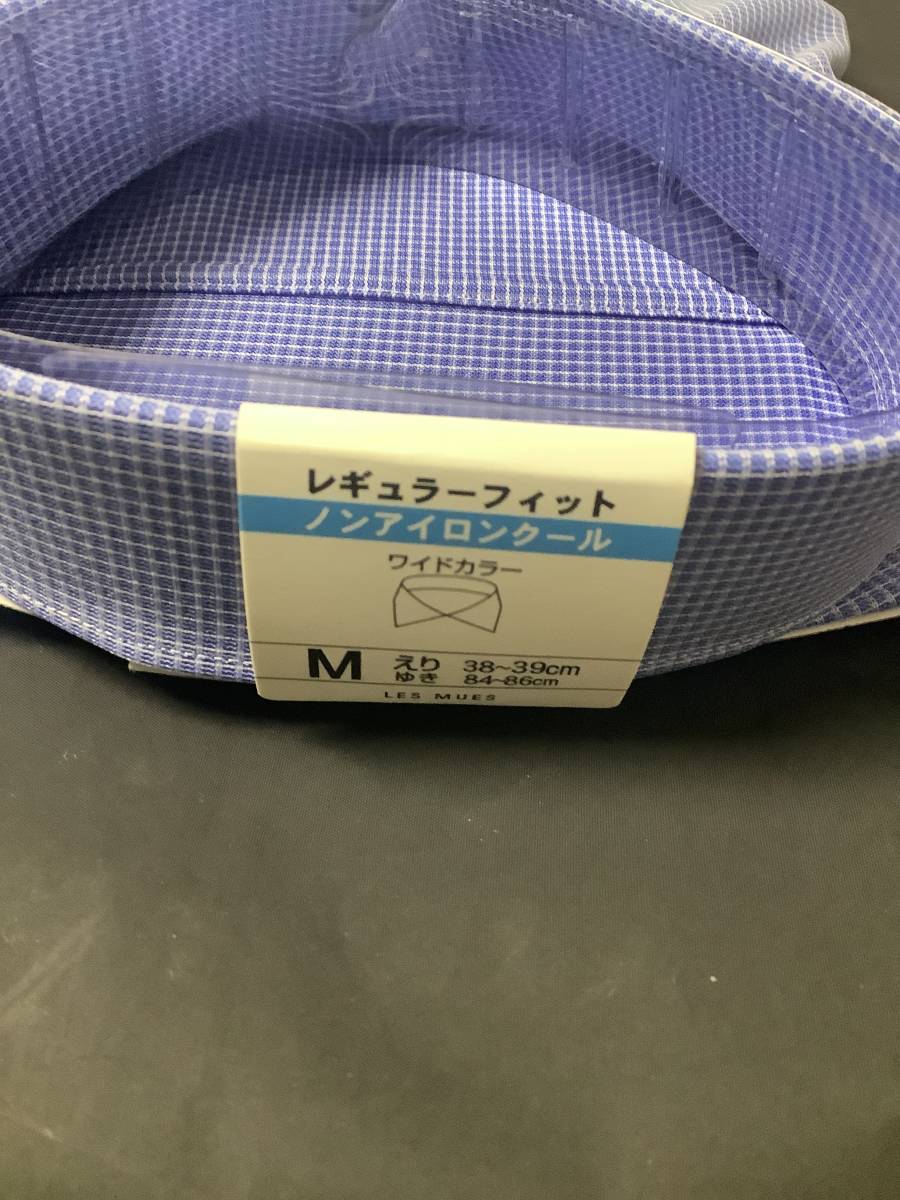 レギュラーフィット
ノンアイロンクール
ワイドカラー
M えり 38~39cm
ゆき 84~86cm
LES MUES